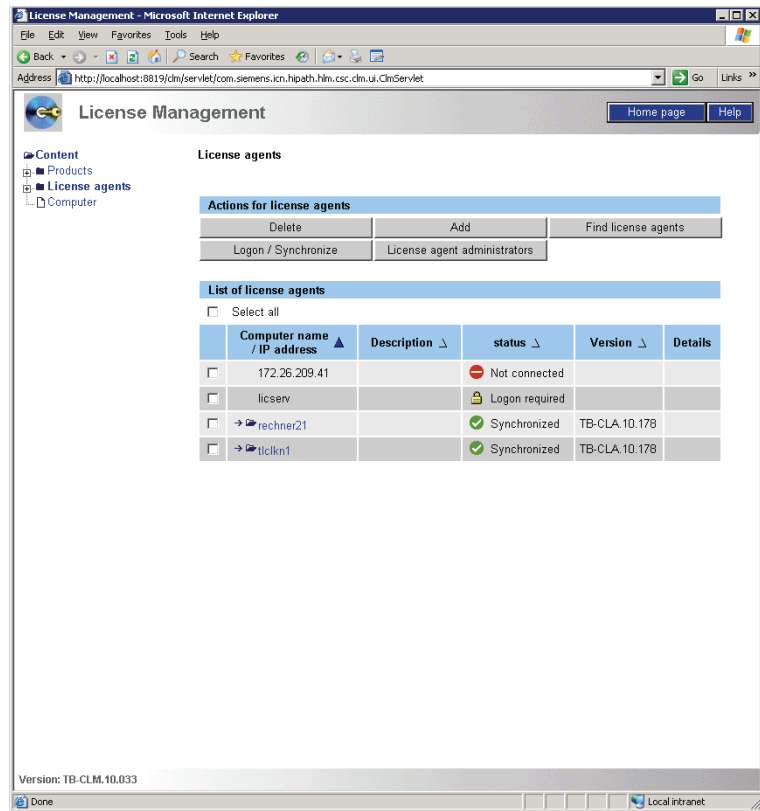 License Management - Microsoft Internet Explorer
File Edit View Favorites Tools Help
Back Search Favorites
Address http://localhost:8819/clm/servlet/com.siemens.icn.hipath.hlm.csc.clm.ui.ClmServlet Go Links »
License Management Home page Help
Content
Products
License agents
Computer
License agents
Actions for license agents
Delete Add Find license agents
Logon / Synchronize License agent administrators
List of license agents
Select all
Computer name / IP address Description status Version Details
172.26.209.41 Not connected
licserv Logon required
rechner21 Synchronized TB-CLA.10.178
tlclkn1 Synchronized TB-CLA.10.178
Version: TB-CLM.10.033
Done Local intranet